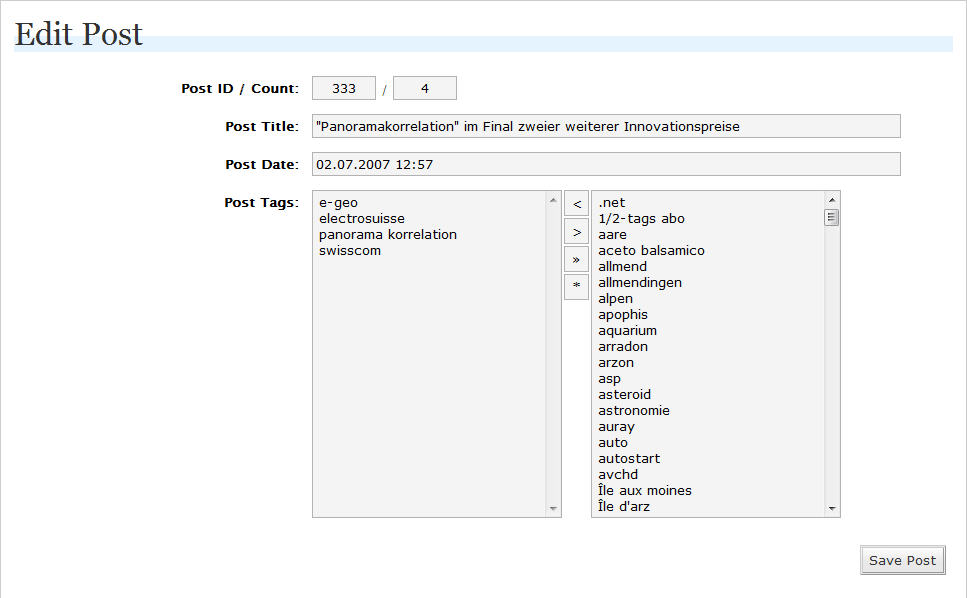 Edit Post
Post ID / Count: 333 / 4
Post Title: "Panoramakorrelation" im Final zweier weiterer Innovationspreise
Post Date: 02.07.2007 12:57
Post Tags:
e-geo
electrosuisse
panorama korrelation
swisscom
<
>
»
*
.net
1/2-tags abo
aare
aceto balsamico
allmend
allmendingen
alpen
apophis
aquarium
arradon
arzon
asp
asteroid
astronomie
auray
auto
autostart
avchd
Île aux moines
Île d'arz
Save Post